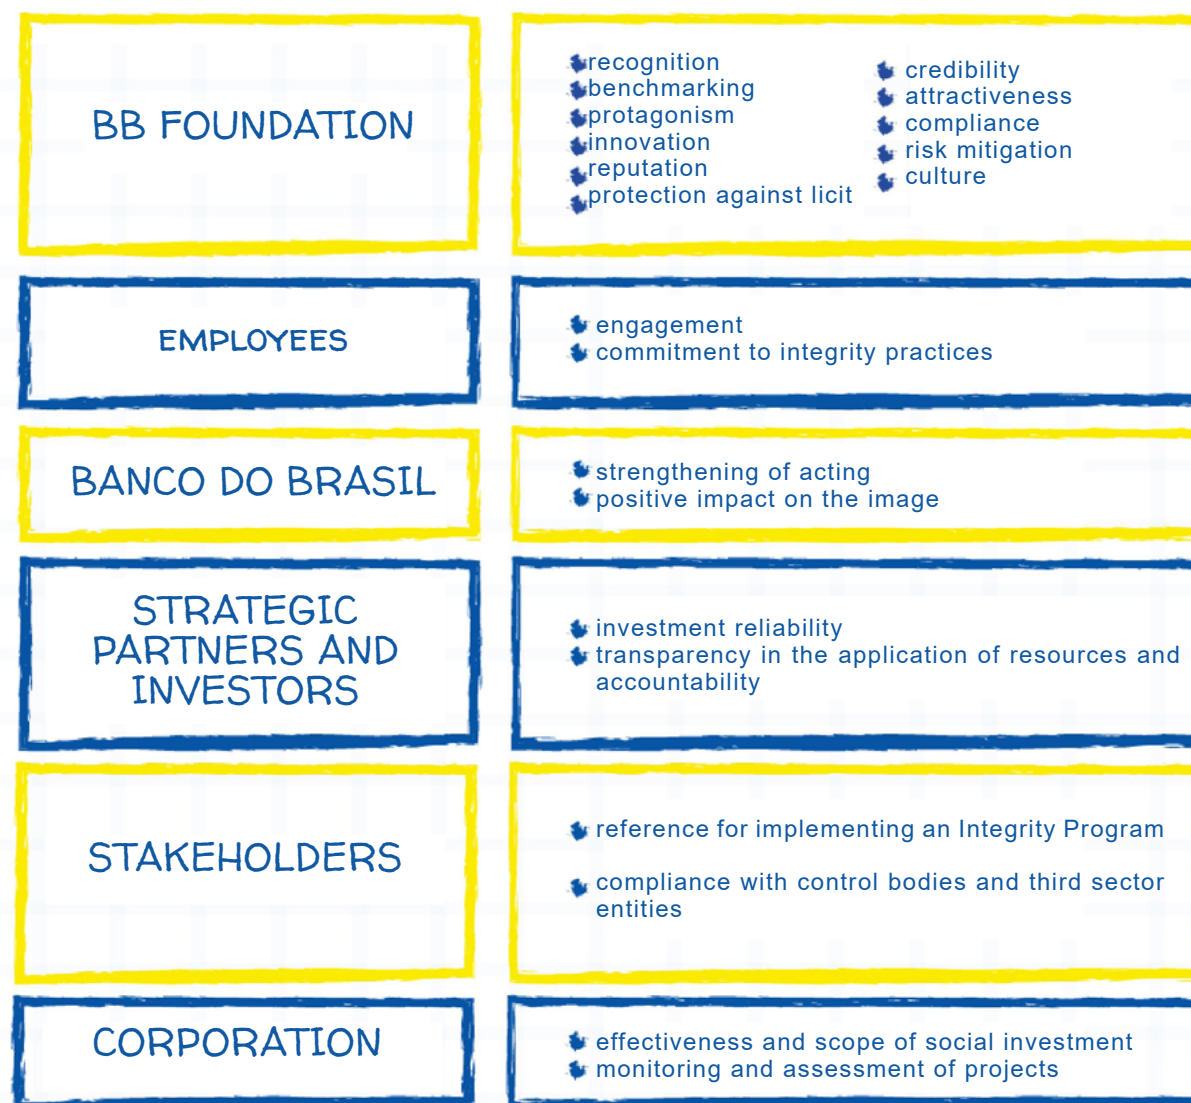 BB FOUNDATION
recognition
benchmarking
protagonism
innovation
reputation
protection against licit
credibility
attractiveness
compliance
risk mitigation
culture
EMPLOYEES
engagement
commitment to integrity practices
BANCO DO BRASIL
strengthening of acting
positive impact on the image
STRATEGIC
PARTNERS AND
INVESTORS
investment reliability
transparency in the application of resources and
accountability
STAKEHOLDERS
reference for implementing an Integrity Program
compliance with control bodies and third sector
entities
CORPORATION
effectiveness and scope of social investment
monitoring and assessment of projects